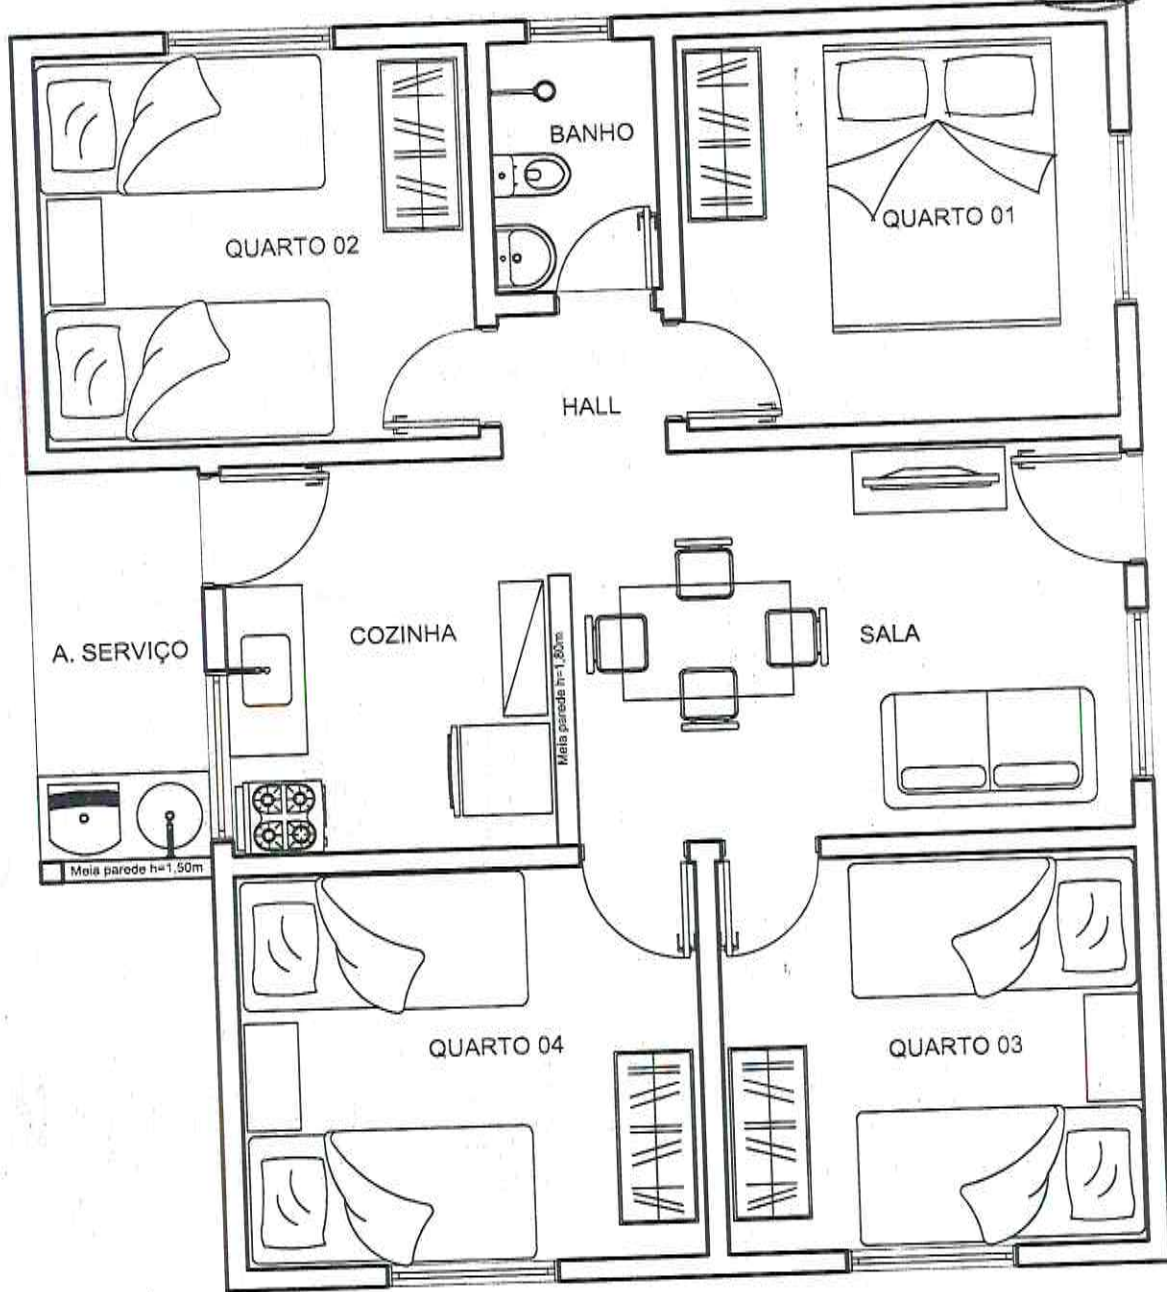 BANHO
QUARTO 01
QUARTO 02
HALL
COZINHA
SALA
A. SERVIÇO
Meia parede h=1,80m
Meia parede h=1,50m
QUARTO 04
QUARTO 03